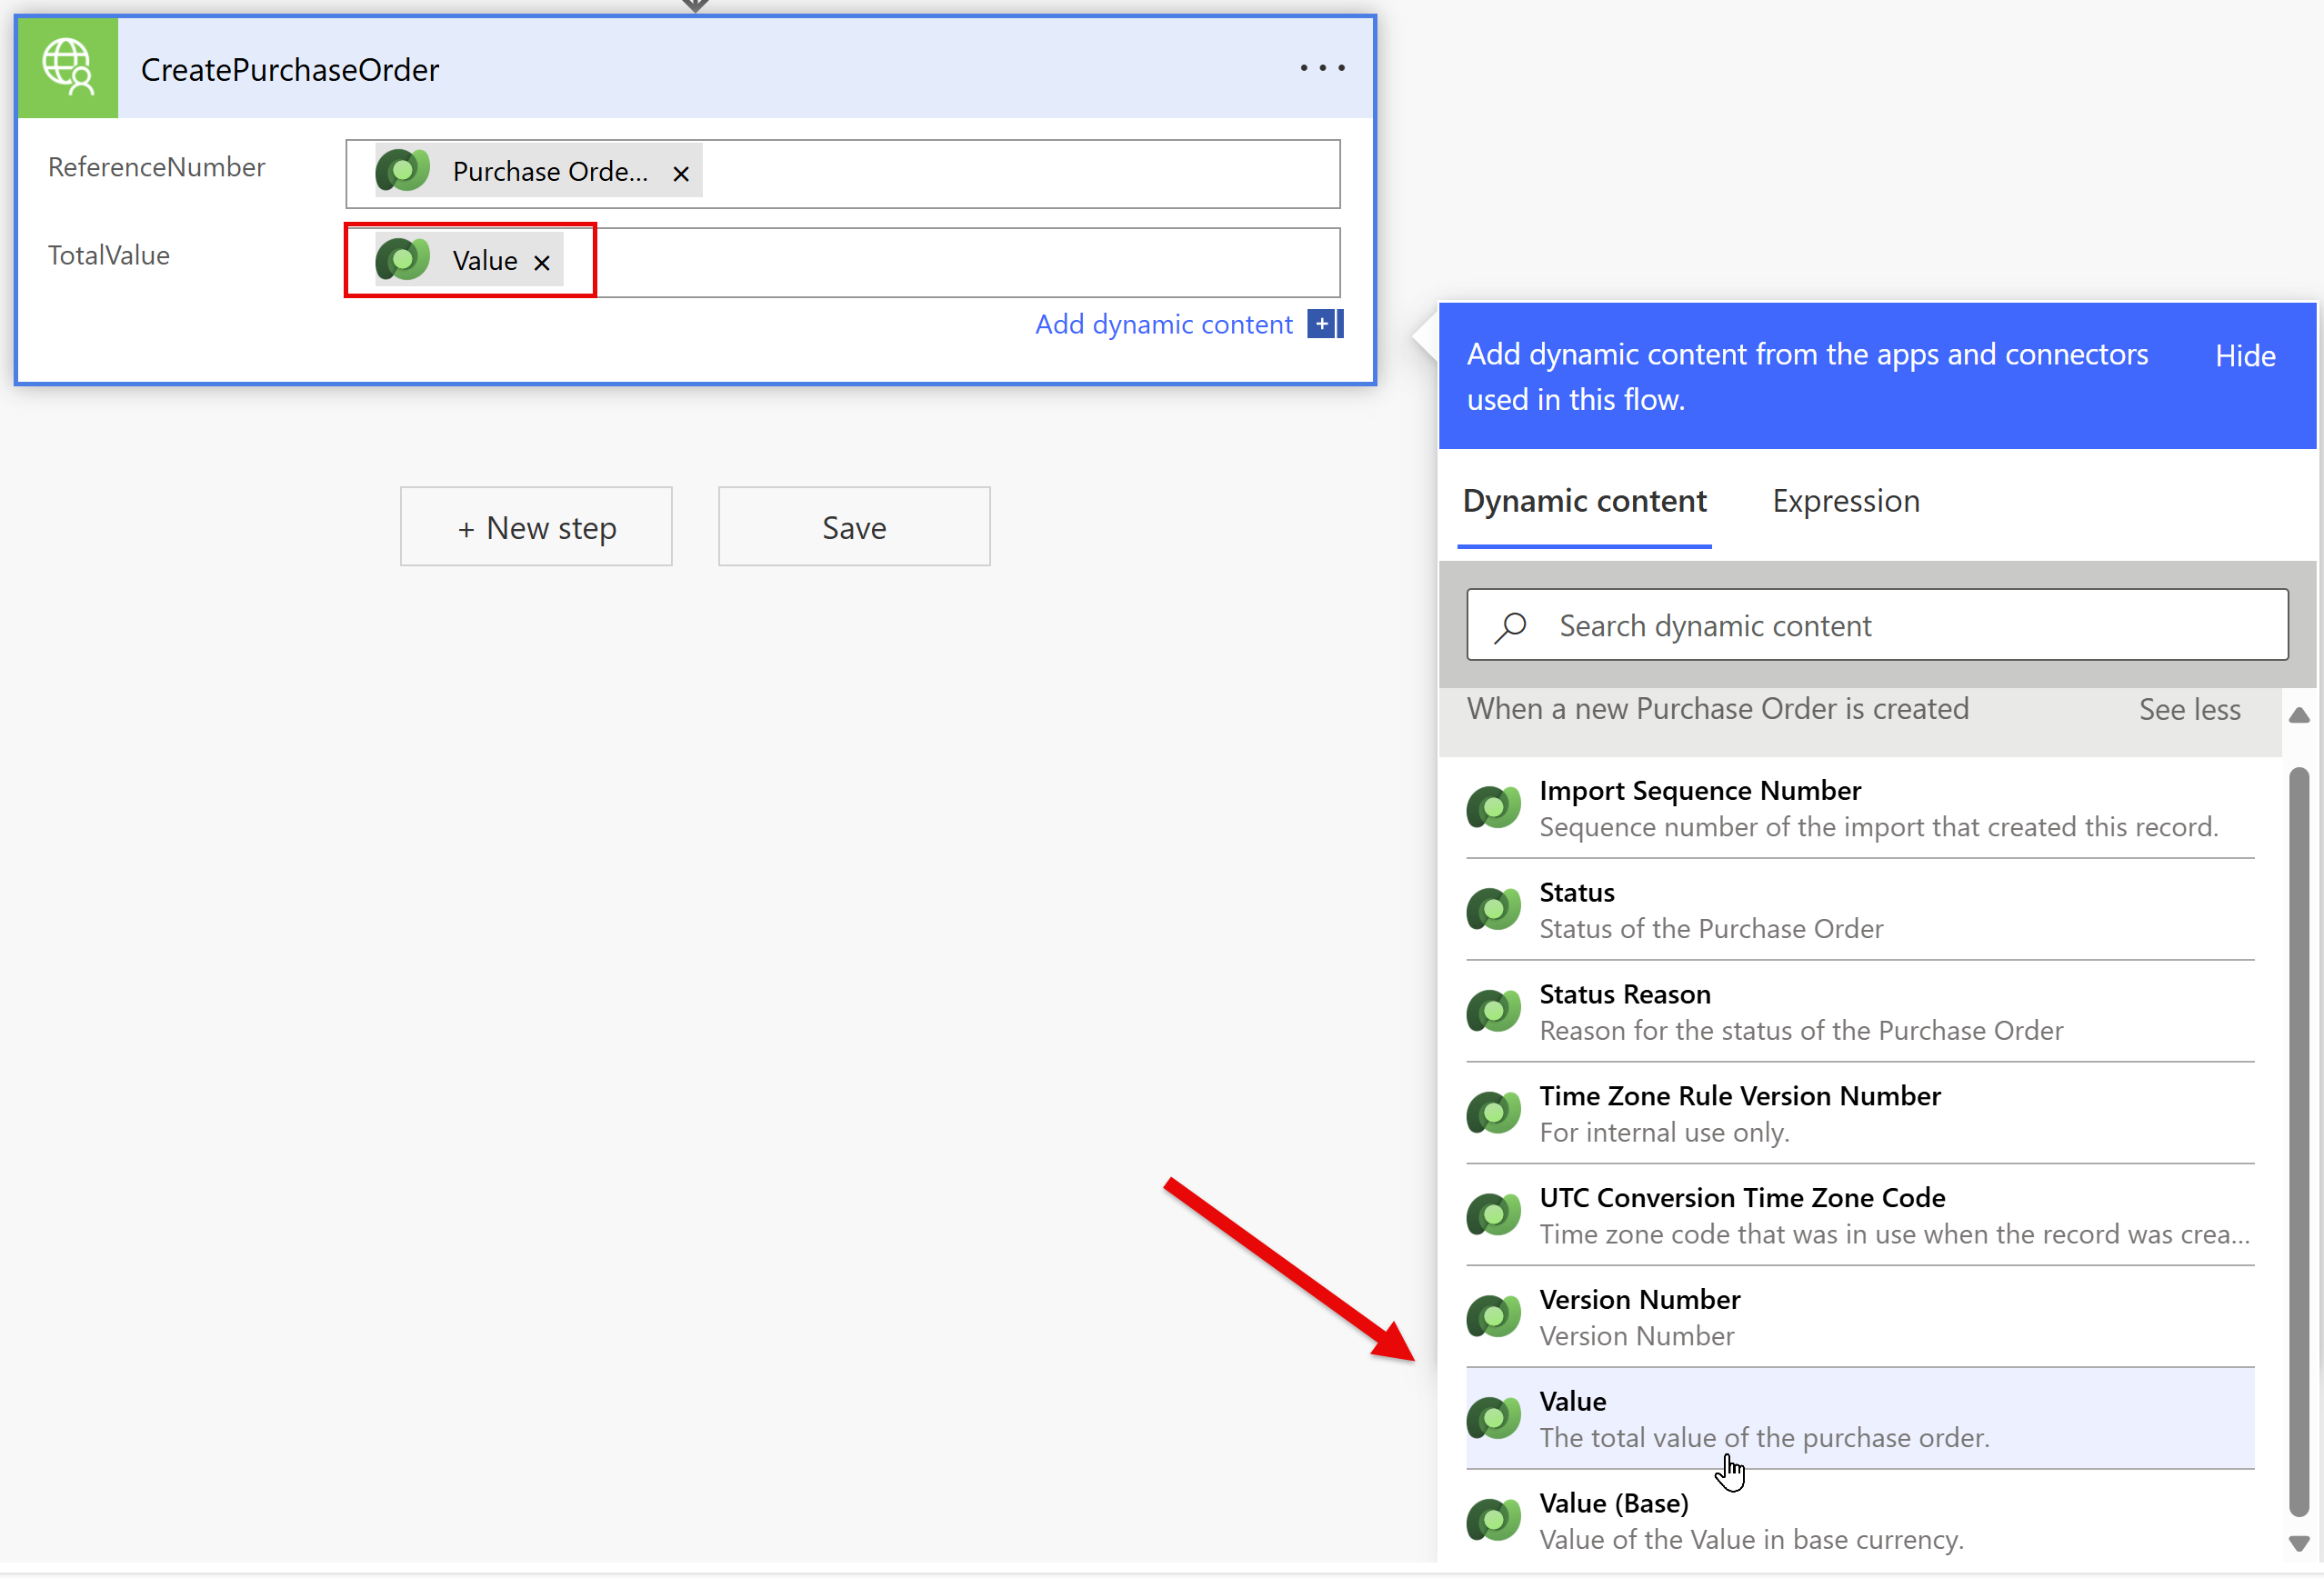 CreatePurchaseOrder
ReferenceNumber
Purchase Orde...
TotalValue
Value
Add dynamic content
+ New step
Save
Add dynamic content from the apps and connectors
used in this flow.
Hide
Dynamic content
Expression
Search dynamic content
When a new Purchase Order is created
See less
Import Sequence Number
Sequence number of the import that created this record.
Status
Status of the Purchase Order
Status Reason
Reason for the status of the Purchase Order
Time Zone Rule Version Number
For internal use only.
UTC Conversion Time Zone Code
Time zone code that was in use when the record was crea...
Version Number
Version Number
Value
The total value of the purchase order.
Value (Base)
Value of the Value in base currency.